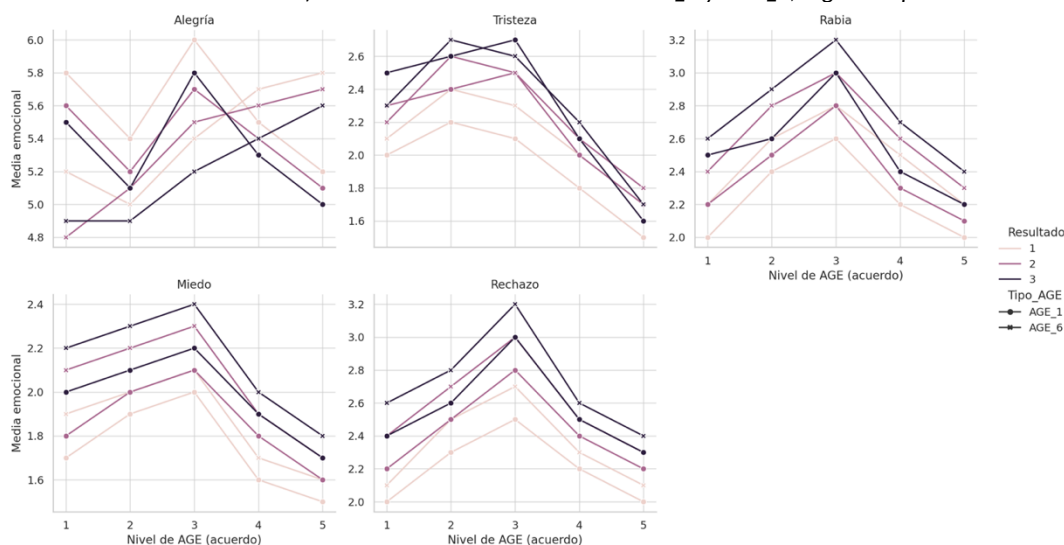 Alegría
Tristeza
Rabia
6.0
5.8
5.6
5.4
5.2
5.0
4.8
Media emocional
2.6
2.4
2.2
2.0
1.8
1.6
3.2
3.0
2.8
2.6
2.4
2.2
2.0
1 2 3 4 5
Nivel de AGE (acuerdo)
Resultado
1
2
3
Tipo_AGE
AGE_1
AGE_6
Miedo
Rechazo
2.4
2.2
2.0
1.8
1.6
Media emocional
1 2 3 4 5
Nivel de AGE (acuerdo)
3.2
3.0
2.8
2.6
2.4
2.2
2.0
1 2 3 4 5
Nivel de AGE (acuerdo)